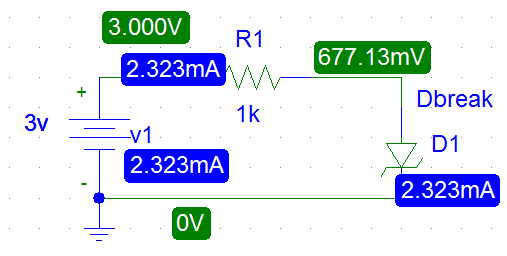 3.000V
R1
677.13mV
2.323mA
+
1k
Dbreak
3v
v1
D1
2.323mA
-
2.323mA
0V